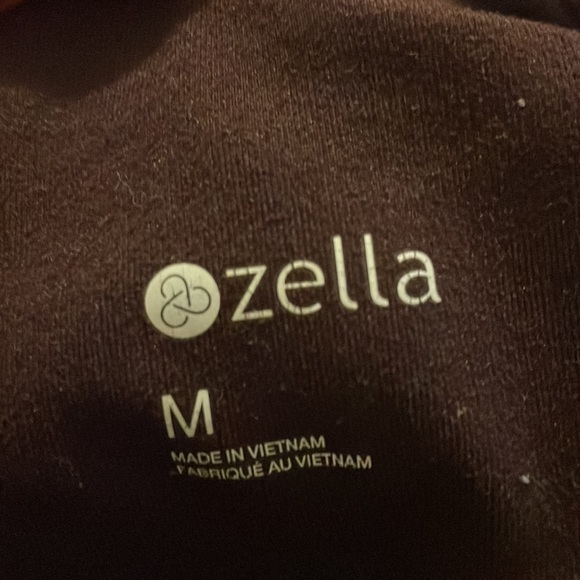 zella
M
MADE IN VIETNAM
FABRIQUÉ AU VIETNAM